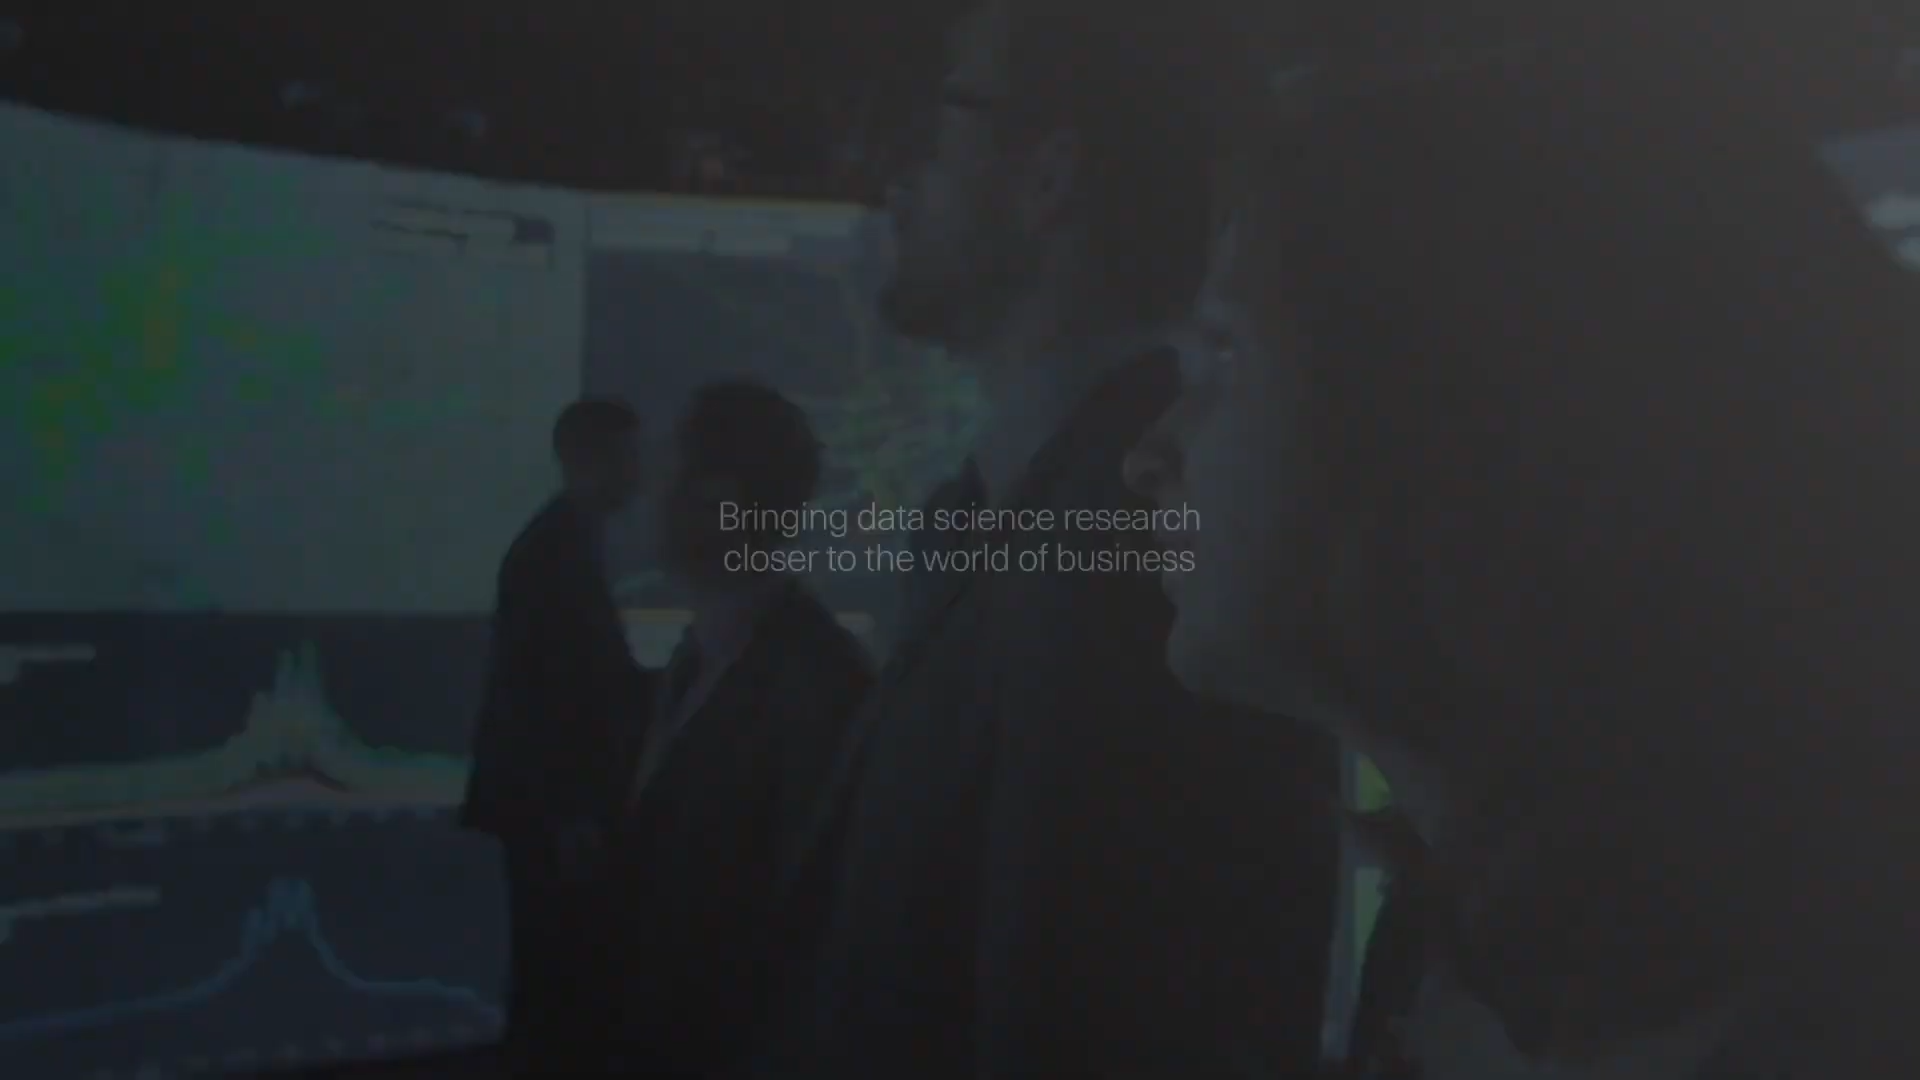 Bringing data science research
closer to the world of business